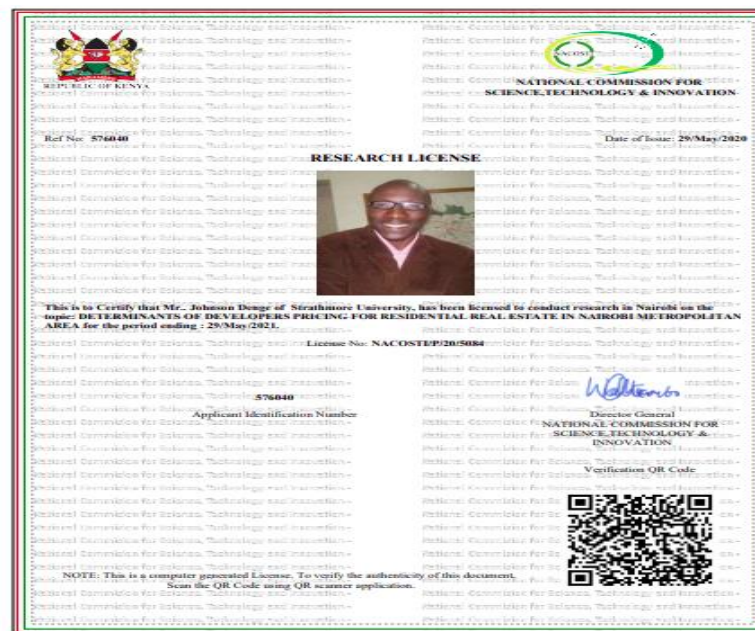 REPUBLIC OF KENYA
NACOSTI
NATIONAL COMMISSION FOR
SCIENCE,TECHNOLOGY & INNOVATION
Ref No: 576040
Date of Issue: 29/May/2020
RESEARCH LICENSE
This is to Certify that Mr.. Johnson Denge of Strathmore University, has been licensed to conduct research in Nairobi on the
topic: DETERMINANTS OF DEVELOPERS PRICING FOR RESIDENTIAL REAL ESTATE IN NAIROBI METROPOLITAN
AREA for the period ending : 29/May/2021.
License No: NACOSTI/P/20/5084
576040
Applicant Identification Number
Director General
NATIONAL COMMISSION FOR
SCIENCE,TECHNOLOGY &
INNOVATION
Verification QR Code
NOTE: This is a computer generated License. To verify the authenticity of this document,
Scan the QR Code using QR scanner application.